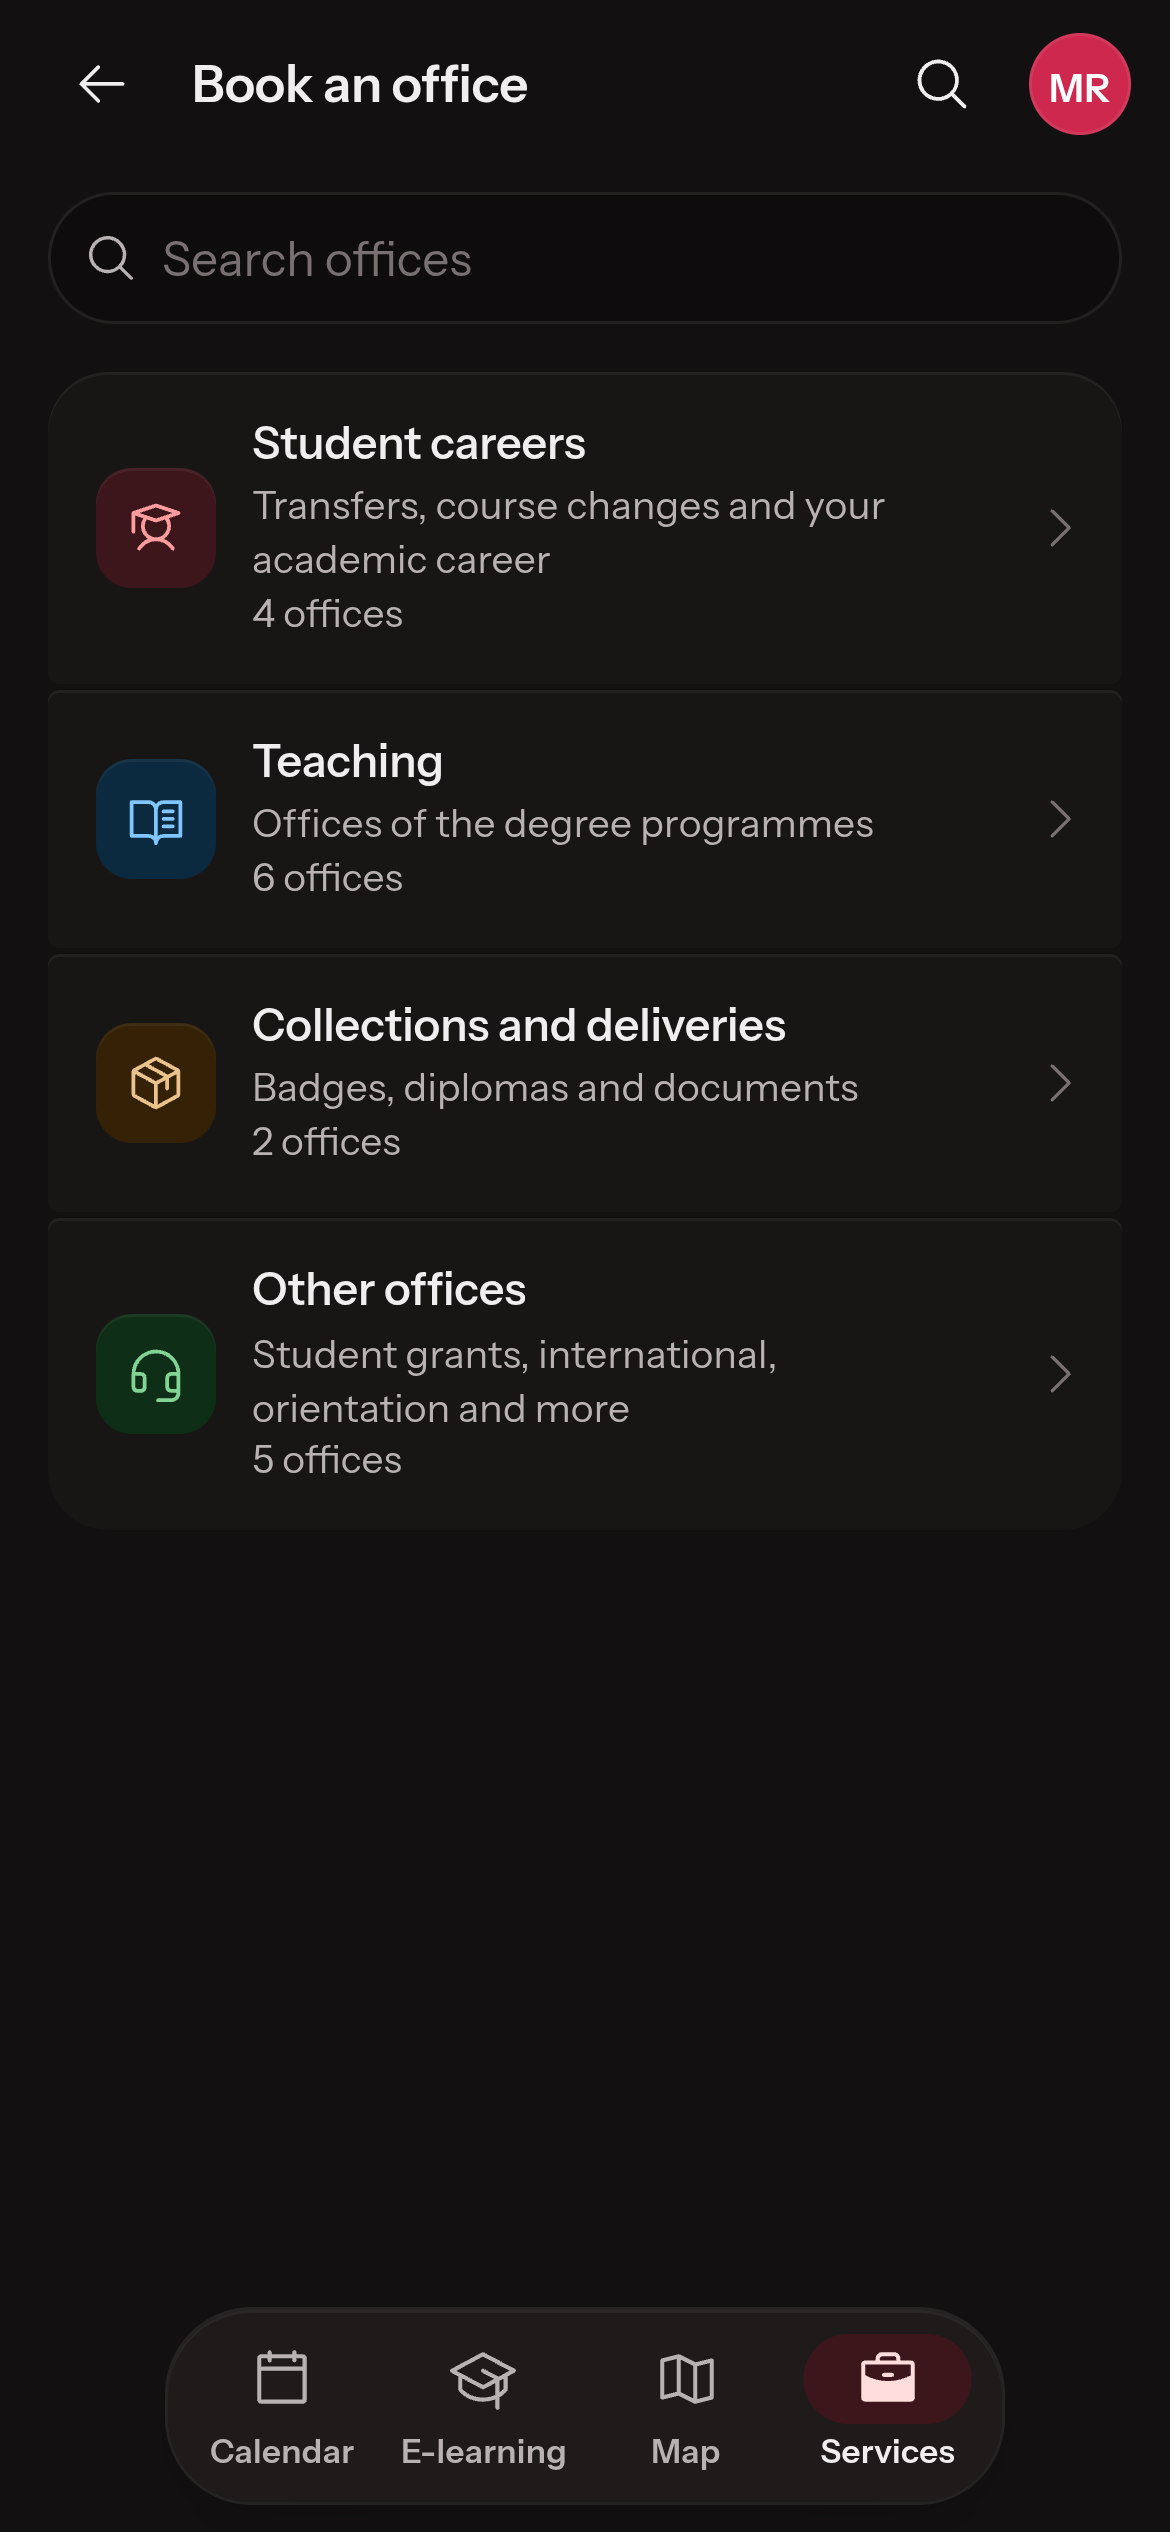 Book an office
MR
Search offices
Student careers
Transfers, course changes and your
academic career
4 offices
Teaching
Offices of the degree programmes
6 offices
Collections and deliveries
Badges, diplomas and documents
2 offices
Other offices
Student grants, international,
orientation and more
5 offices
Calendar
E-learning
Map
Services